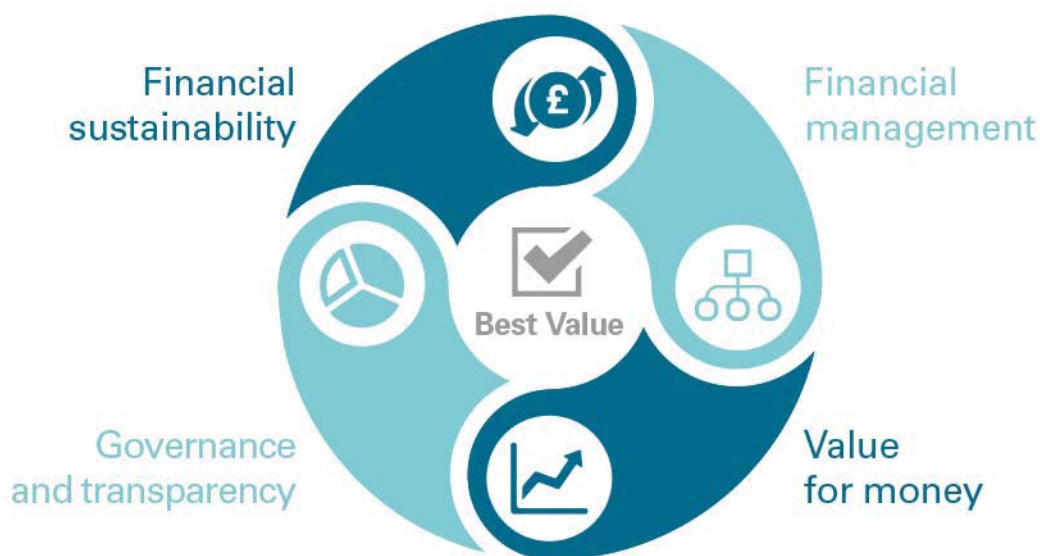 Financial
sustainability
Financial
management
£
Best Value
Governance
and transparency
Value
for money